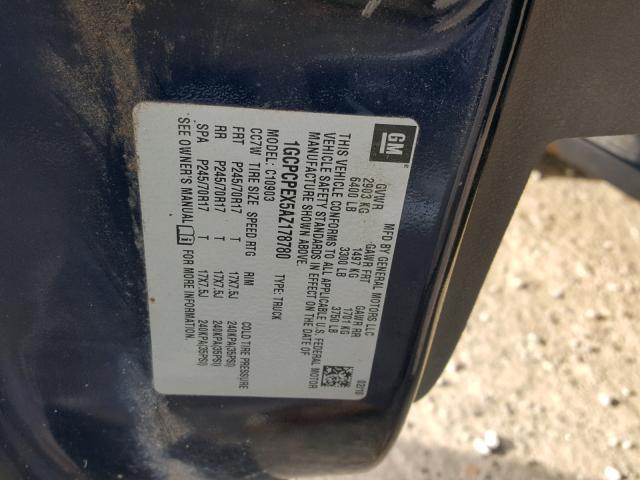 GM
MFD BY GENERAL MOTORS LLC
02/10
GVWR GAWR FRT GAWR RR
2903 KG 1497 KG 1701 KG
6400 LB 3300 LB 3750 LB
THIS VEHICLE CONFORMS TO ALL APPLICABLE U.S. FEDERAL MOTOR
VEHICLE SAFETY STANDARDS IN EFFECT ON THE DATE OF
MANUFACTURE SHOWN ABOVE.
1GCPCPEX5AZ178780 TYPE: TRUCK
MODEL: C10903
CC7W TIRE SIZE SPEED RTG RIM COLD TIRE PRESSURE
FRT P245/70R17 T 17X7.5J 240KPA(35PSI)
RR P245/70R17 T 17X7.5J 240KPA(35PSI)
SPA P245/70R17 T 17X7.5J 240KPA(35PSI)
SEE OWNER'S MANUAL FOR MORE INFORMATION.